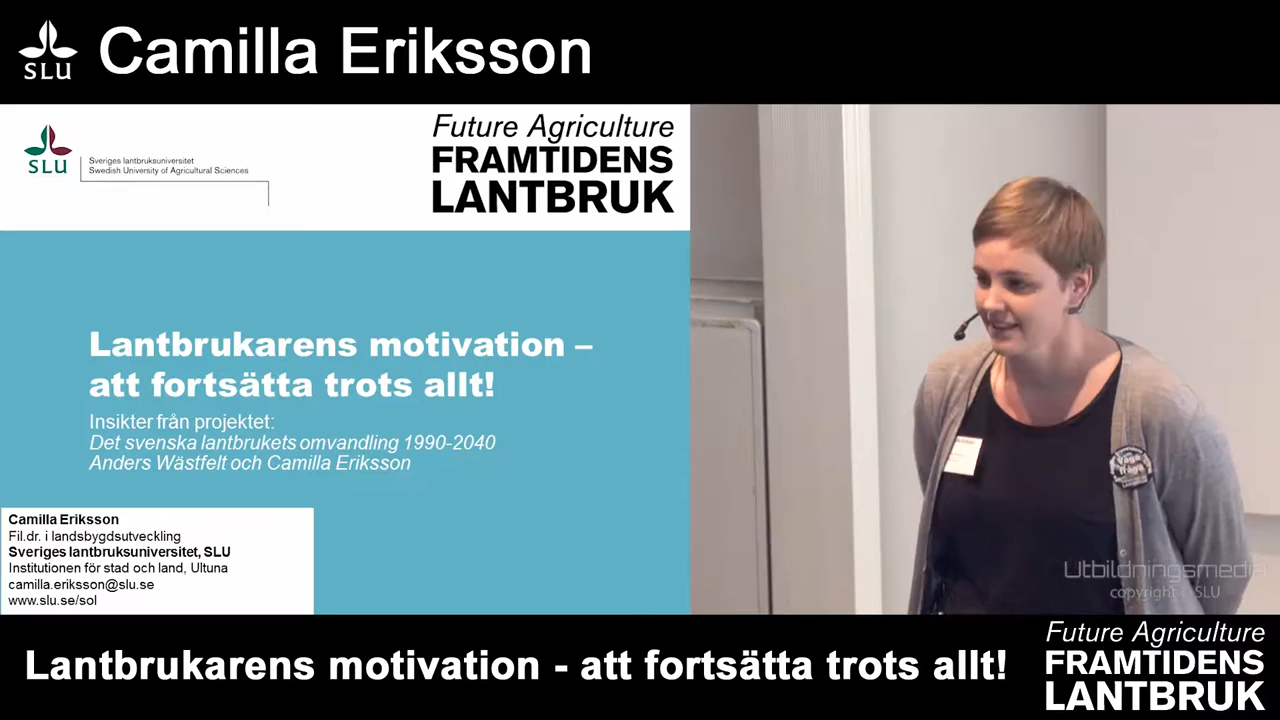 SLU
Camilla Eriksson
SLU
Sveriges lantbruksuniversitet
Swedish University of Agricultural Sciences
Future Agriculture
FRAMTIDENS
LANTBRUK
Lantbrukarens motivation –
att fortsätta trots allt!
Insikter från projektet:
Det svenska lantbrukets omvandling 1990-2040
Anders Wästfelt och Camilla Eriksson
Camilla Eriksson
Fil.dr. i landsbygdsutveckling
Sveriges lantbruksuniversitet, SLU
Institutionen för stad och land, Ultuna
camilla.eriksson@slu.se
www.slu.se/sol
Våga
fråga
Utbildningsmedia
copyright © SLU
Lantbrukarens motivation - att fortsätta trots allt!
Future Agriculture
FRAMTIDENS
LANTBRUK